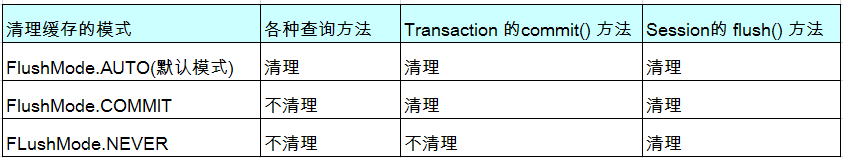 清理缓存的模式 各种查询方法 Transaction 的commit() 方法 Session的 flush() 方法
FlushMode.AUTO(默认模式) 清理 清理 清理
FlushMode.COMMIT 不清理 清理 清理
FLushMode.NEVER 不清理 不清理 清理